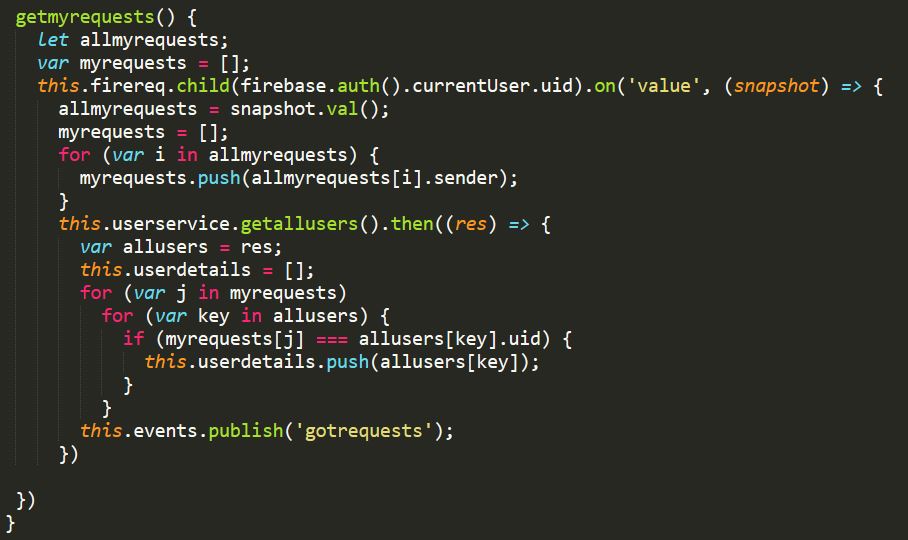 getmyrequests() {
let allmyrequests;
var myrequests = [];
this.firereq.child(firebase.auth().currentUser.uid).on('value', (snapshot) => {
allmyrequests = snapshot.val();
myrequests = [];
for (var i in allmyrequests) {
myrequests.push(allmyrequests[i].sender);
}
this.userservice.getallusers().then((res) => {
var allusers = res;
this.userdetails = [];
for (var j in myrequests)
for (var key in allusers) {
if (myrequests[j] === allusers[key].uid) {
this.userdetails.push(allusers[key]);
}
}
this.events.publish('gotrequests');
})
})
}